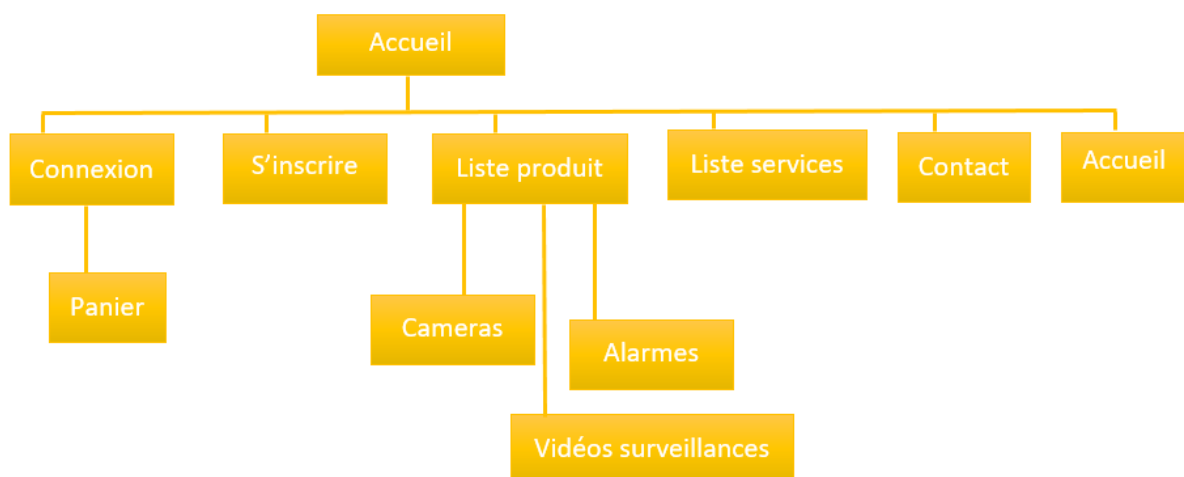 Accueil
Connexion
S'inscrire
Liste produit
Liste services
Contact
Accueil
Panier
Cameras
Alarmes
Vidéos surveillances